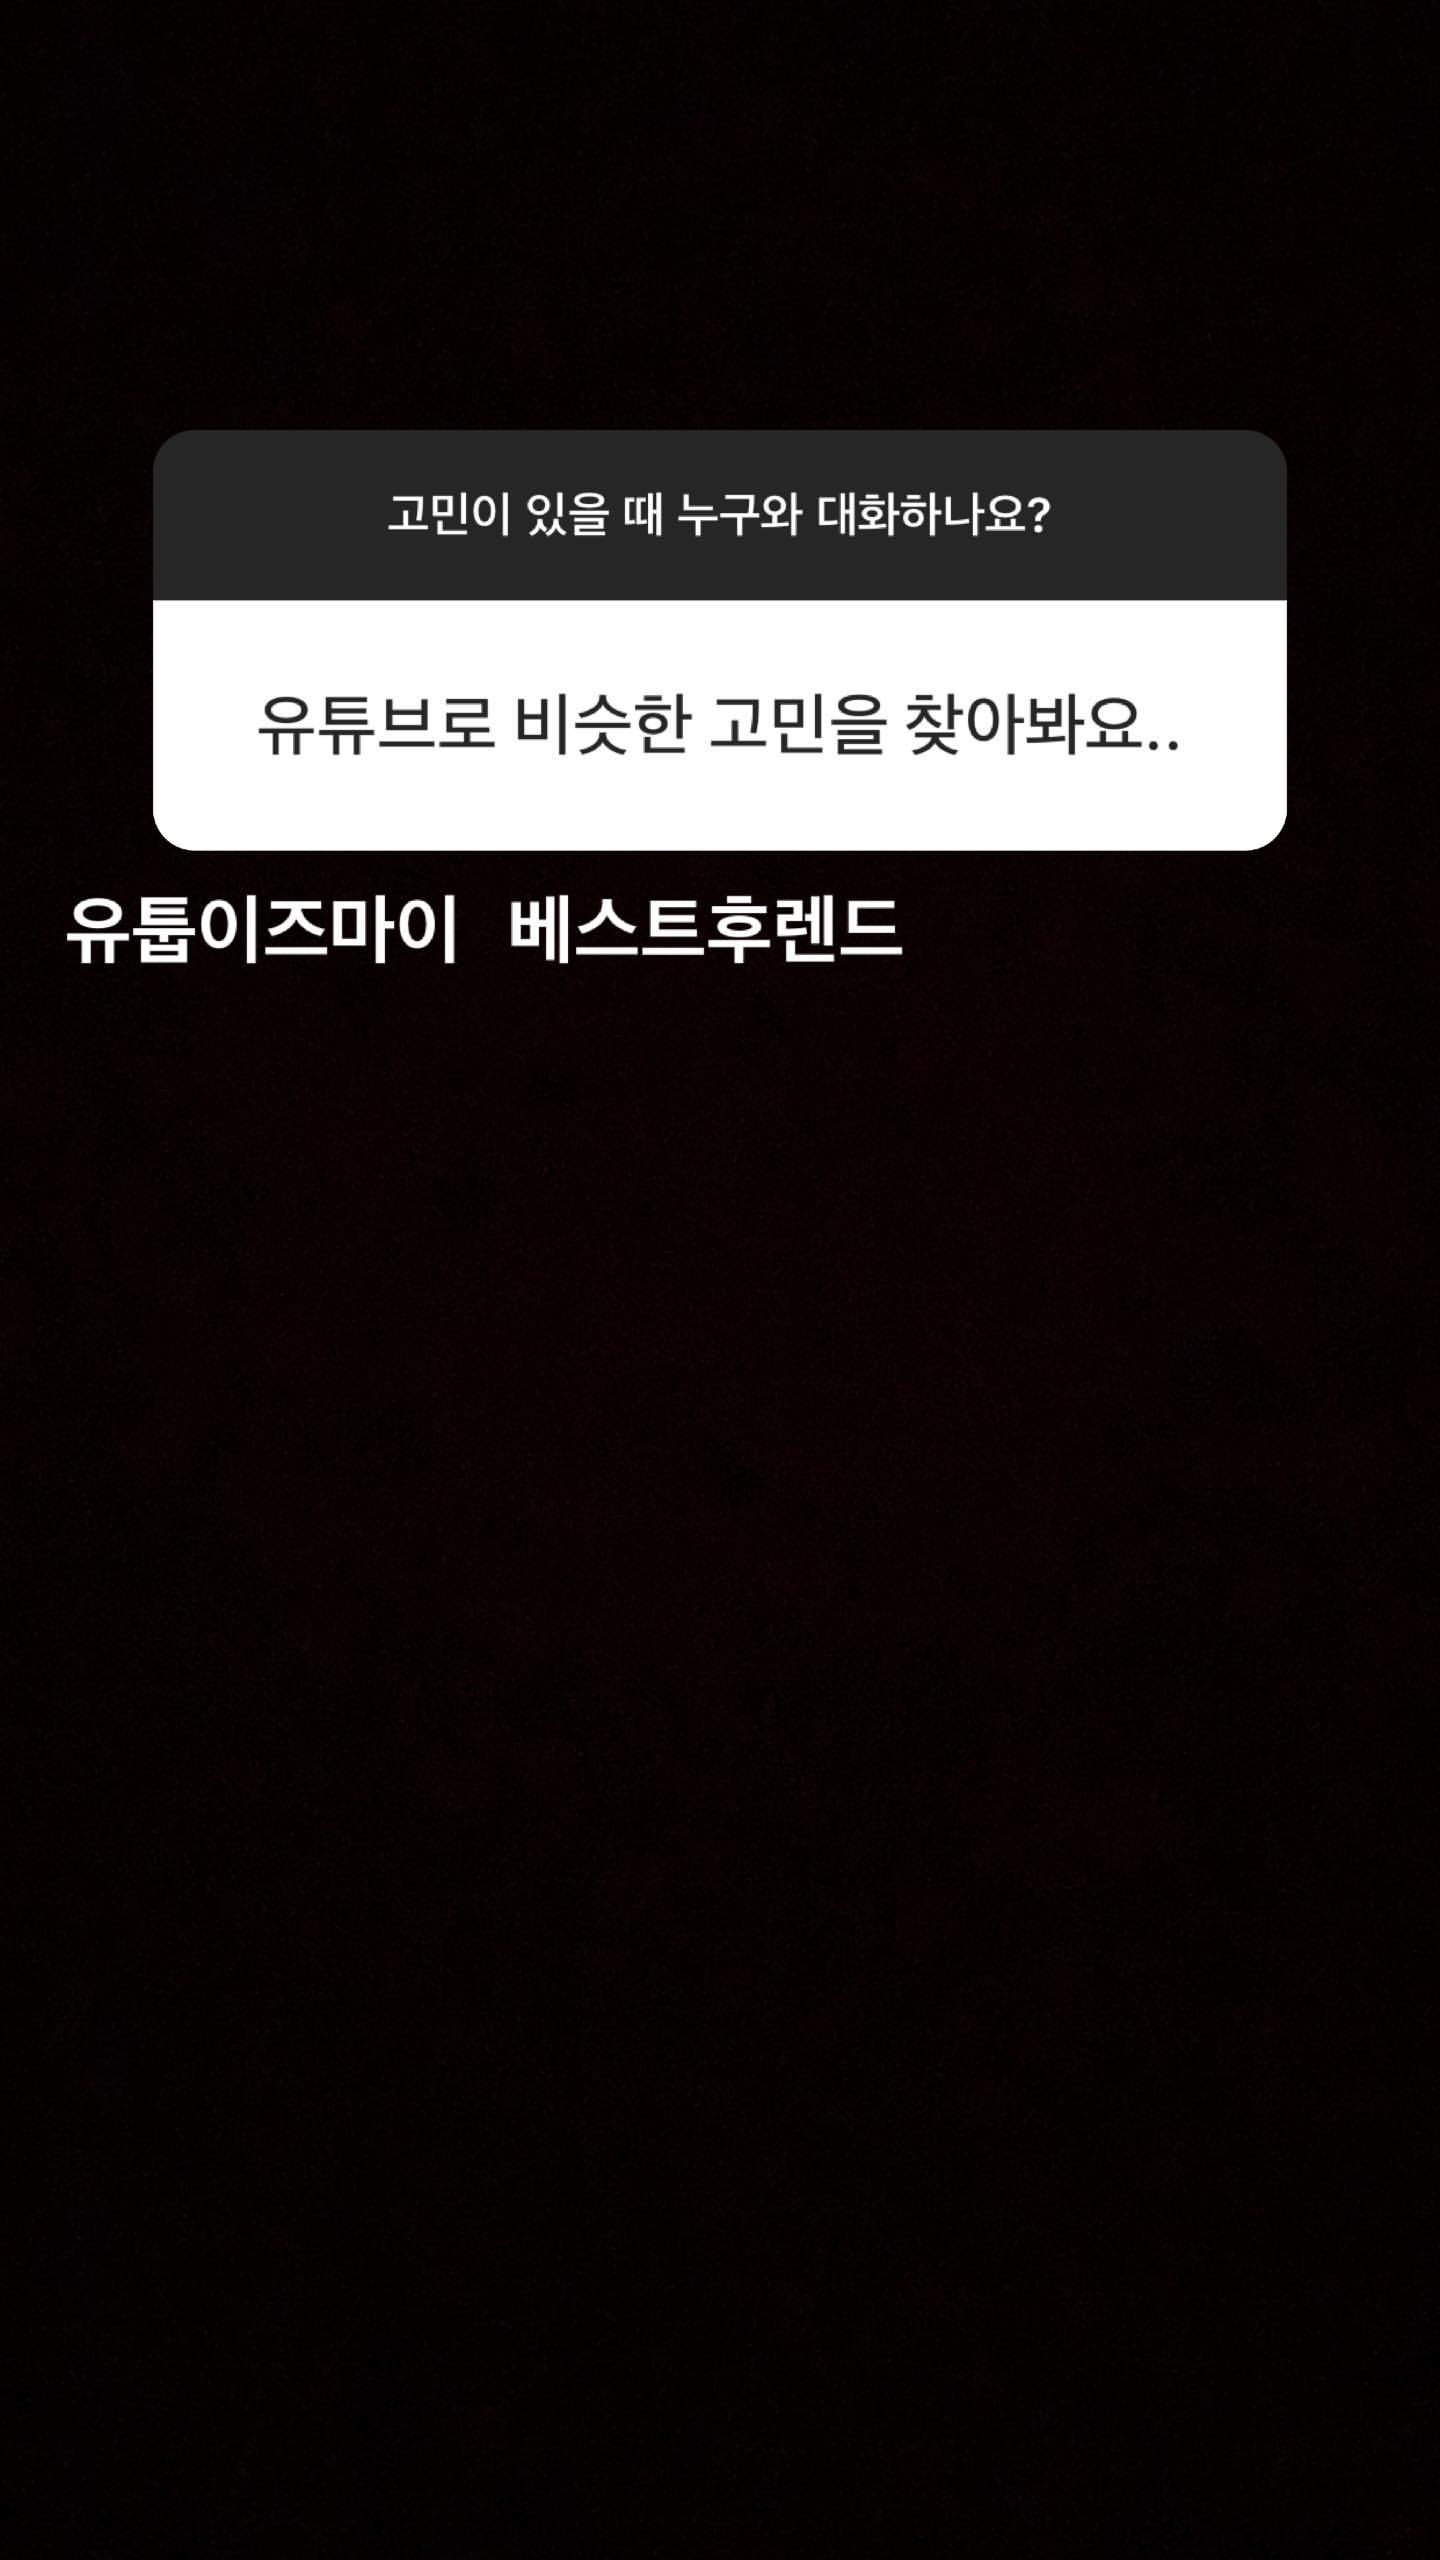 고민이 있을 때 누구와 대화하나요?
유튜브로 비슷한 고민을 찾아봐요..
유튭이즈마이 베스트후렌드